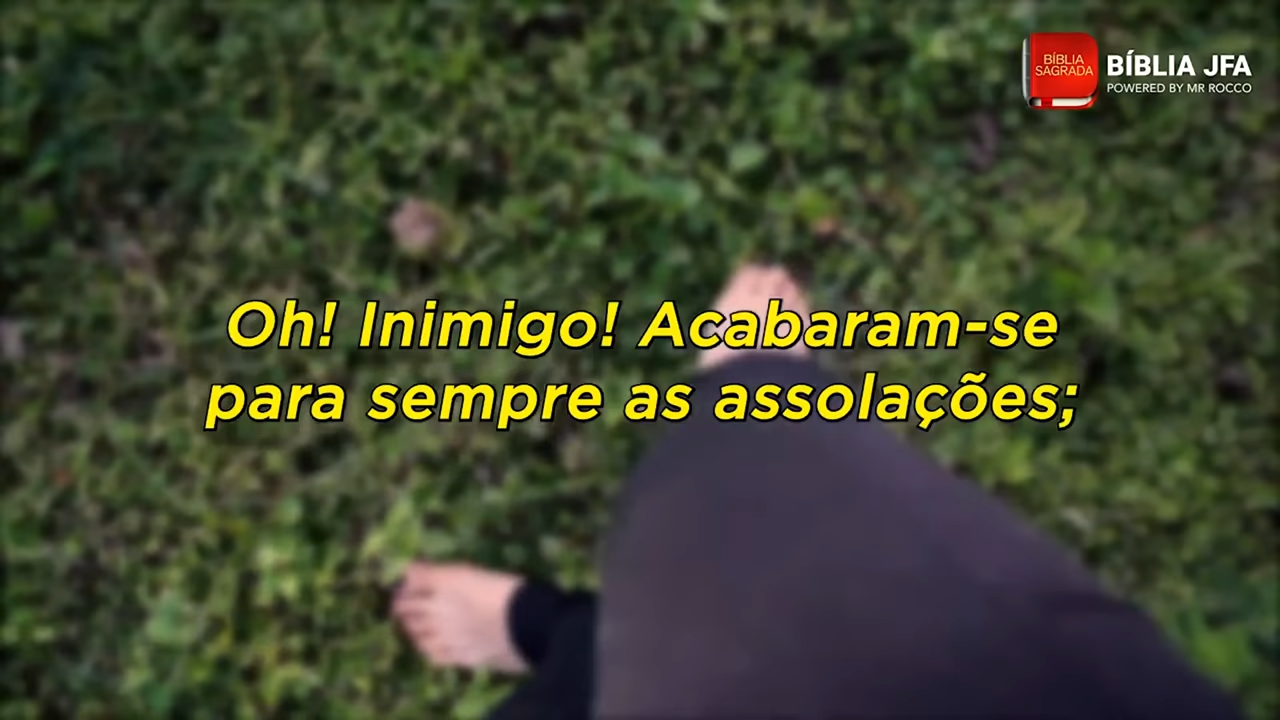 BÍBLIA
SAGRADA
BÍBLIA JFA
POWERED BY MR ROCCO
Oh! Inimigo! Acabaram-se
para sempre as assolações;